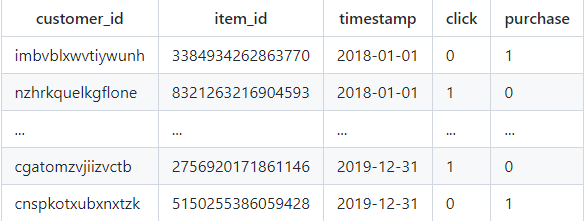 customer_id item_id timestamp click purchase
imbvblxwvtiywunh 3384934262863770 2018-01-01 0 1
nzhrkquelkgflone 8321263216904593 2018-01-01 1 0
... ... ... ... ...
cgatomzvjiizvctb 2756920171861146 2019-12-31 1 0
cnspkotxubxnxtzk 5150255386059428 2019-12-31 0 1